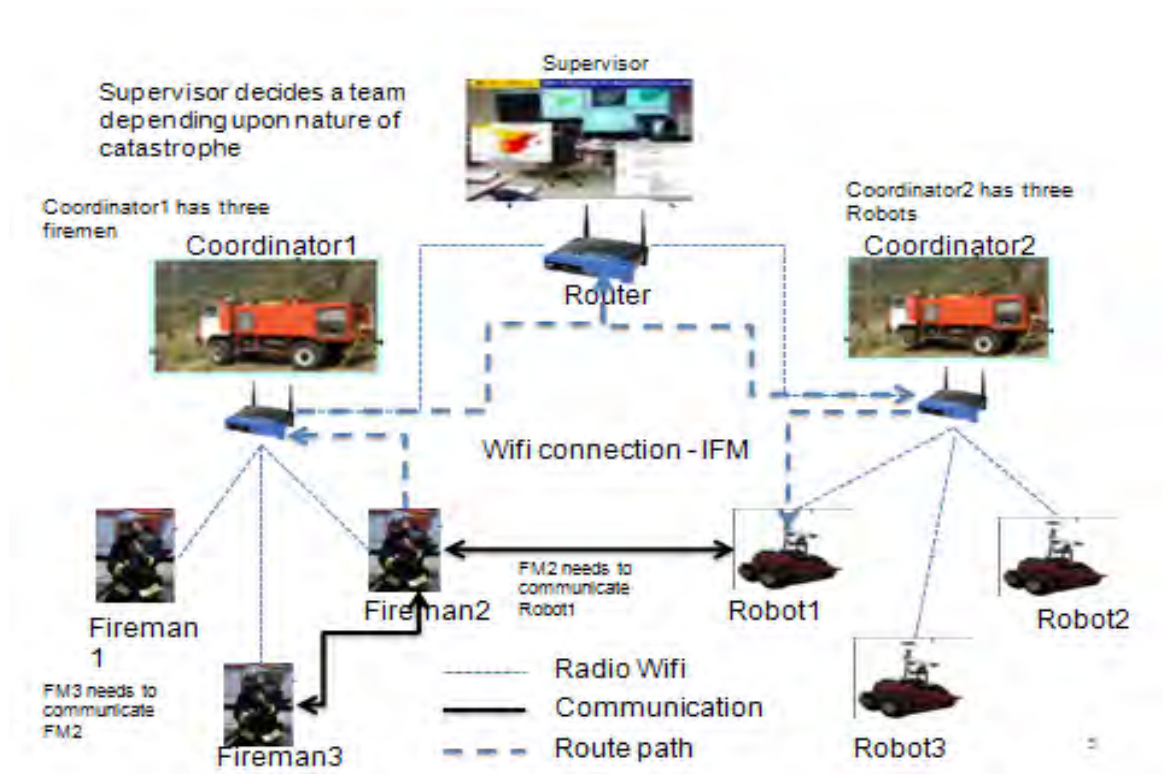 Supervisor
Supervisor decides a team
depending upon nature of
catastrophe
Coordinator1 has three
firemen
Coordinator1
Coordinator2 has three
Robots
Coordinator2
Router
Wifi connection - IFM
FM2 needs to
communicate
Robot1
Fireman
1
Fireman2
Robot1
Robot2
FM3 needs to
communicate
FM2
Fireman3
Robot3
Radio Wifi
Communication
Route path